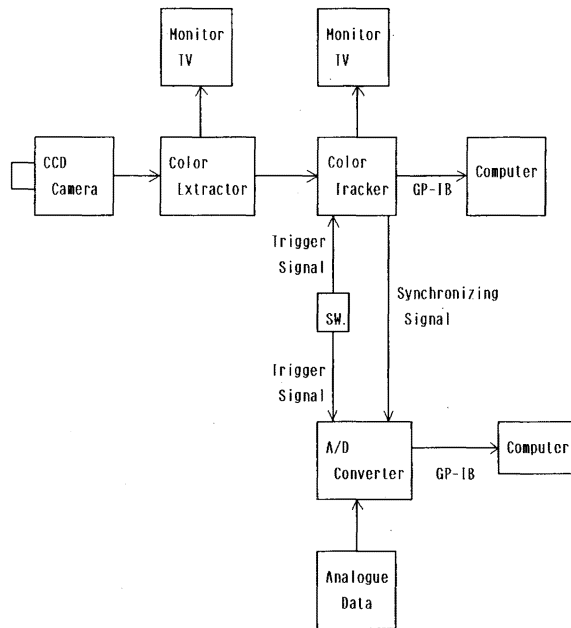 Monitor
TV
Monitor
TV
CCD
Camera
Color
Extractor
Color
Tracker
GP-IB
Computer
Trigger
Signal
Synchronizing
Signal
SW.
Trigger
Signal
A/D
Converter
GP-IB
Computer
Analogue
Data